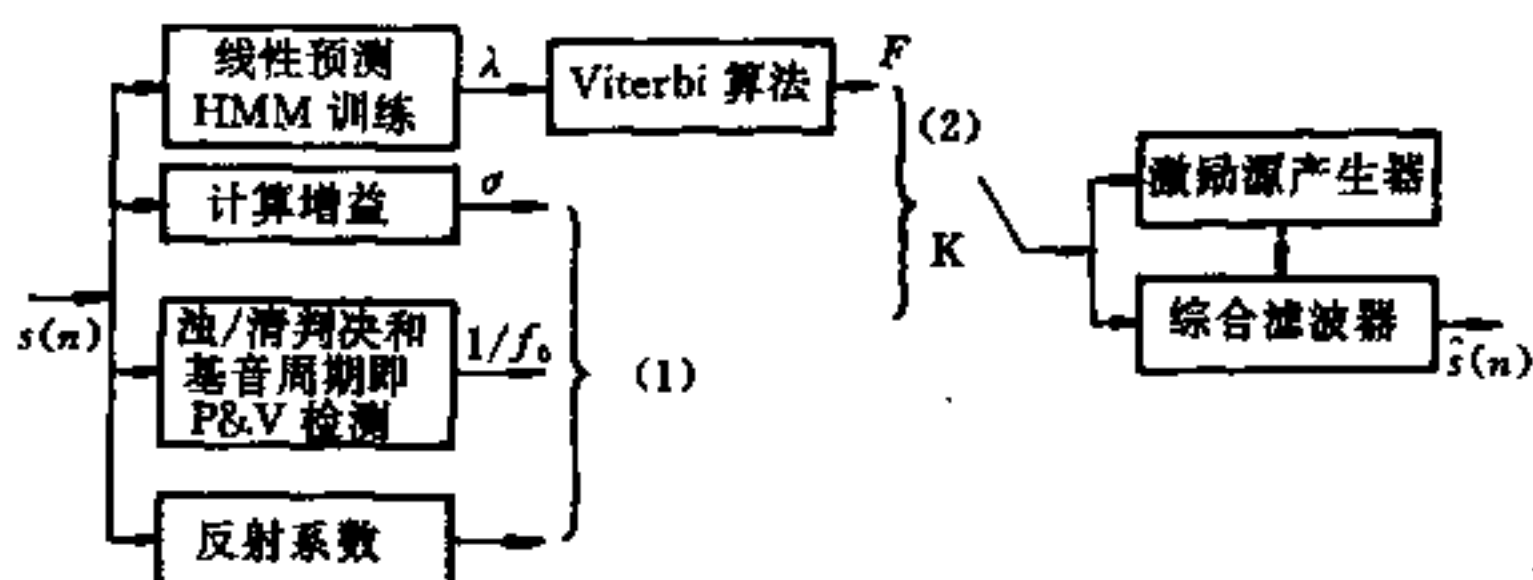 线性预测
HMM 训练
λ
Viterbi 算法
F
(2)
计算增益
σ
K
激励源产生器
s(n)
浊/清判决和
基音周期即
P&V 检测
1/f₀
(1)
综合滤波器
ŝ(n)
反射系数